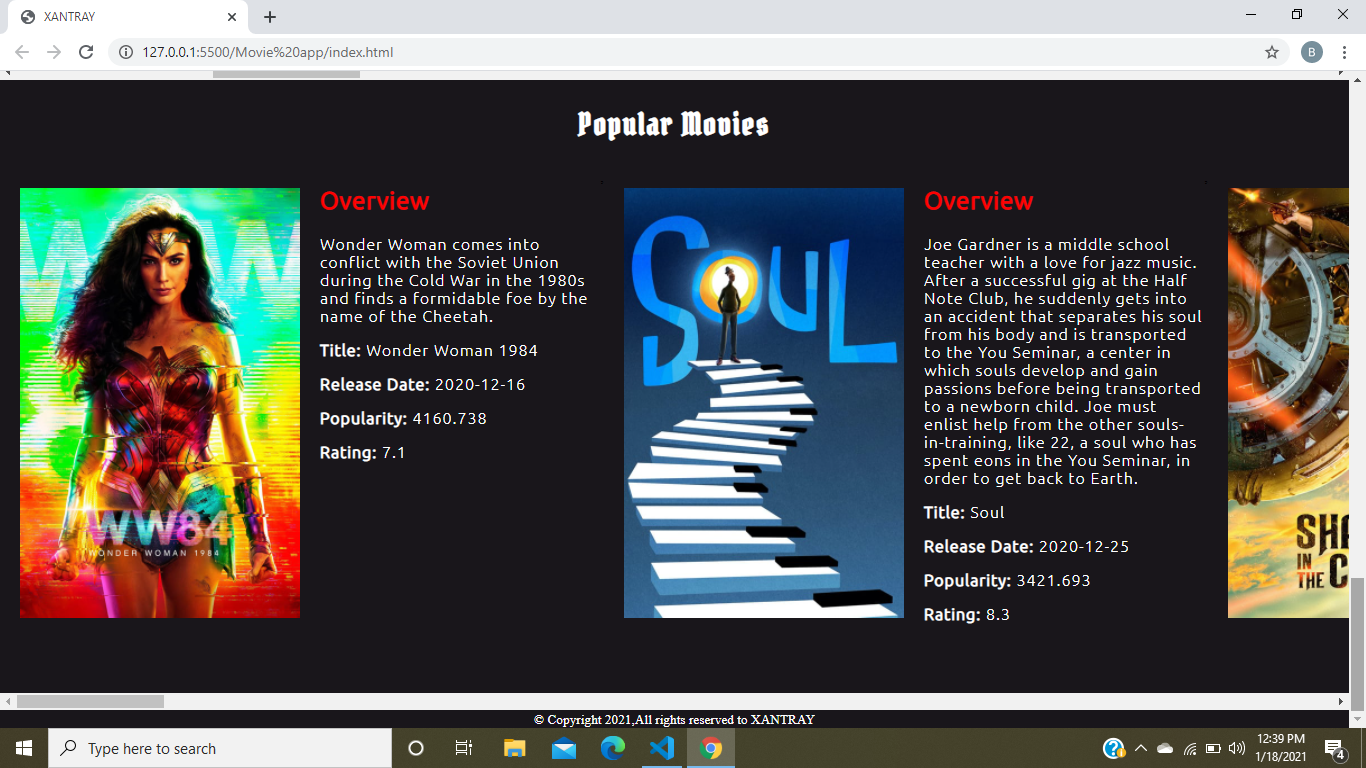 XANTRAY
127.0.0.1:5500/Movie%20app/index.html
B
Popular Movies
WW
WW84
WONDER WOMAN 1984
Overview
Wonder Woman comes into
conflict with the Soviet Union
during the Cold War in the 1980s
and finds a formidable foe by the
name of the Cheetah.
Title: Wonder Woman 1984
Release Date: 2020-12-16
Popularity: 4160.738
Rating: 7.1
SOUL
Overview
Joe Gardner is a middle school
teacher with a love for jazz music.
After a successful gig at the Half
Note Club, he suddenly gets into
an accident that separates his soul
from his body and is transported
to the You Seminar, a center in
which souls develop and gain
passions before being transported
to a newborn child. Joe must
enlist help from the other souls-
in-training, like 22, a soul who has
spent eons in the You Seminar, in
order to get back to Earth.
Title: Soul
Release Date: 2020-12-25
Popularity: 3421.693
Rating: 8.3
IN
THE
© Copyright 2021,All rights reserved to XANTRAY
Type here to search
12:39 PM
1/18/2021
4